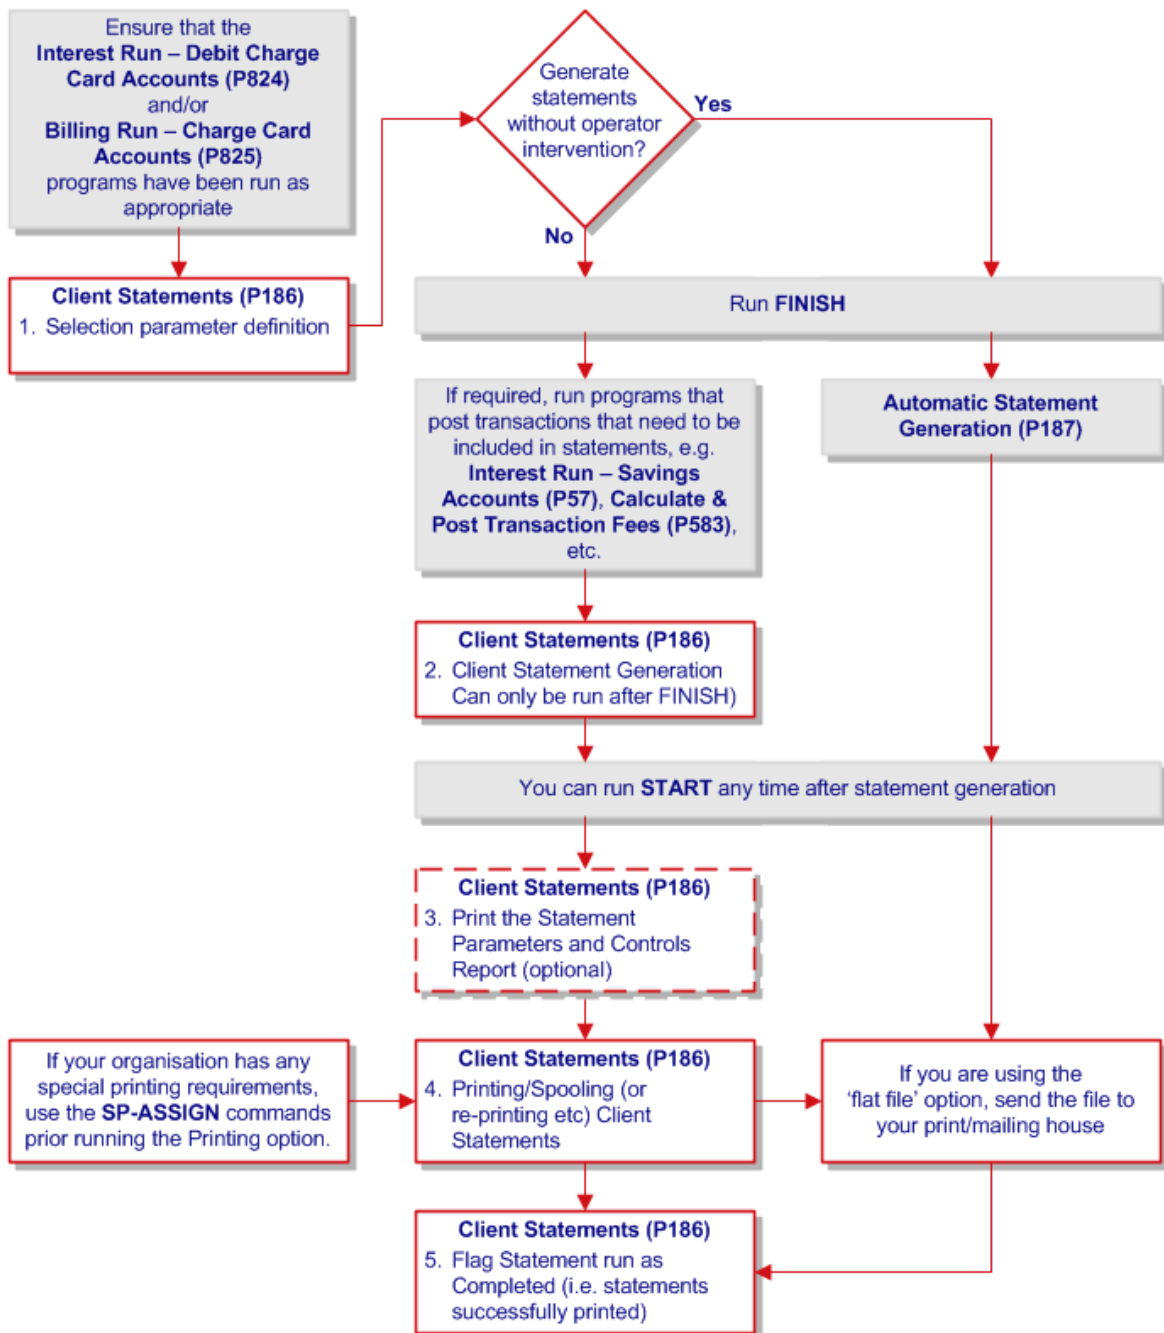 Ensure that the
Interest Run – Debit Charge
Card Accounts (P824)
and/or
Billing Run – Charge Card
Accounts (P825)
programs have been run as
appropriate
Client Statements (P186)
1. Selection parameter definition
Generate
statements
without operator
intervention?
Yes
No
Run FINISH
If required, run programs that
post transactions that need to be
included in statements, e.g.
Interest Run – Savings
Accounts (P57), Calculate &
Post Transaction Fees (P583),
etc.
Automatic Statement
Generation (P187)
Client Statements (P186)
2. Client Statement Generation
Can only be run after FINISH)
You can run START any time after statement generation
Client Statements (P186)
3. Print the Statement
Parameters and Controls
Report (optional)
If your organisation has any
special printing requirements,
use the SP-ASSIGN commands
prior running the Printing option.
Client Statements (P186)
4. Printing/Spooling (or
re-printing etc) Client
Statements
If you are using the
‘flat file’ option, send the file to
your print/mailing house
Client Statements (P186)
5. Flag Statement run as
Completed (i.e. statements
successfully printed)